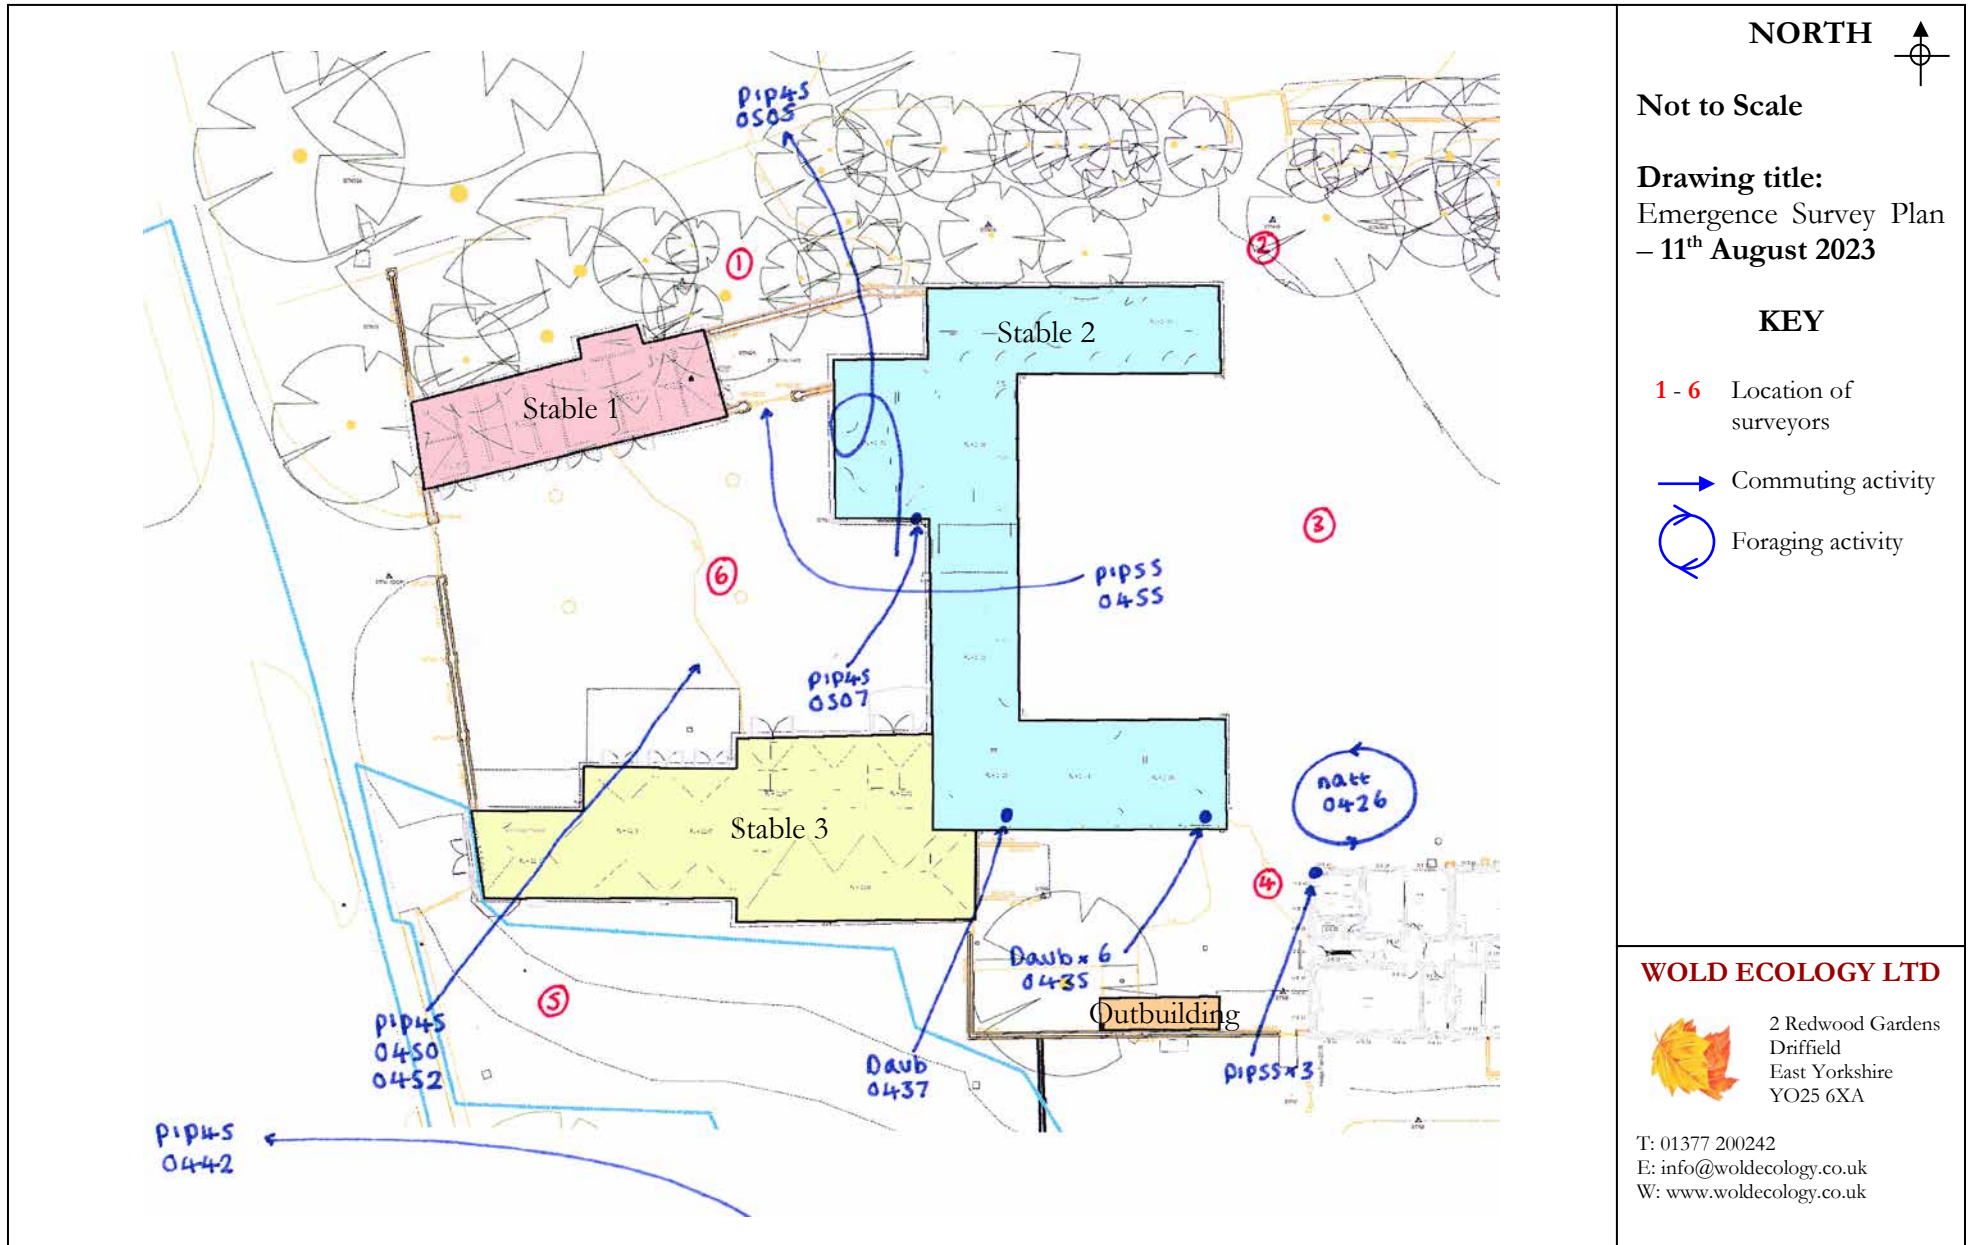 PIP45
0505
1
2
Stable 2
Stable 1
3
6
PIP55
0455
PIP45
0507
natt
0426
Stable 3
4
Daub x 6
0435
5
Outbuilding
PIP45
0450
0452
Daub
0437
PIP55x3
PIP45
0442
NORTH
Not to Scale
Drawing title:
Emergence Survey Plan
– 11th August 2023
KEY
1 - 6 Location of
surveyors
Commuting activity
Foraging activity
WOLD ECOLOGY LTD
2 Redwood Gardens
Driffield
East Yorkshire
YO25 6XA
T: 01377 200242
E: info@woldecology.co.uk
W: www.woldecology.co.uk